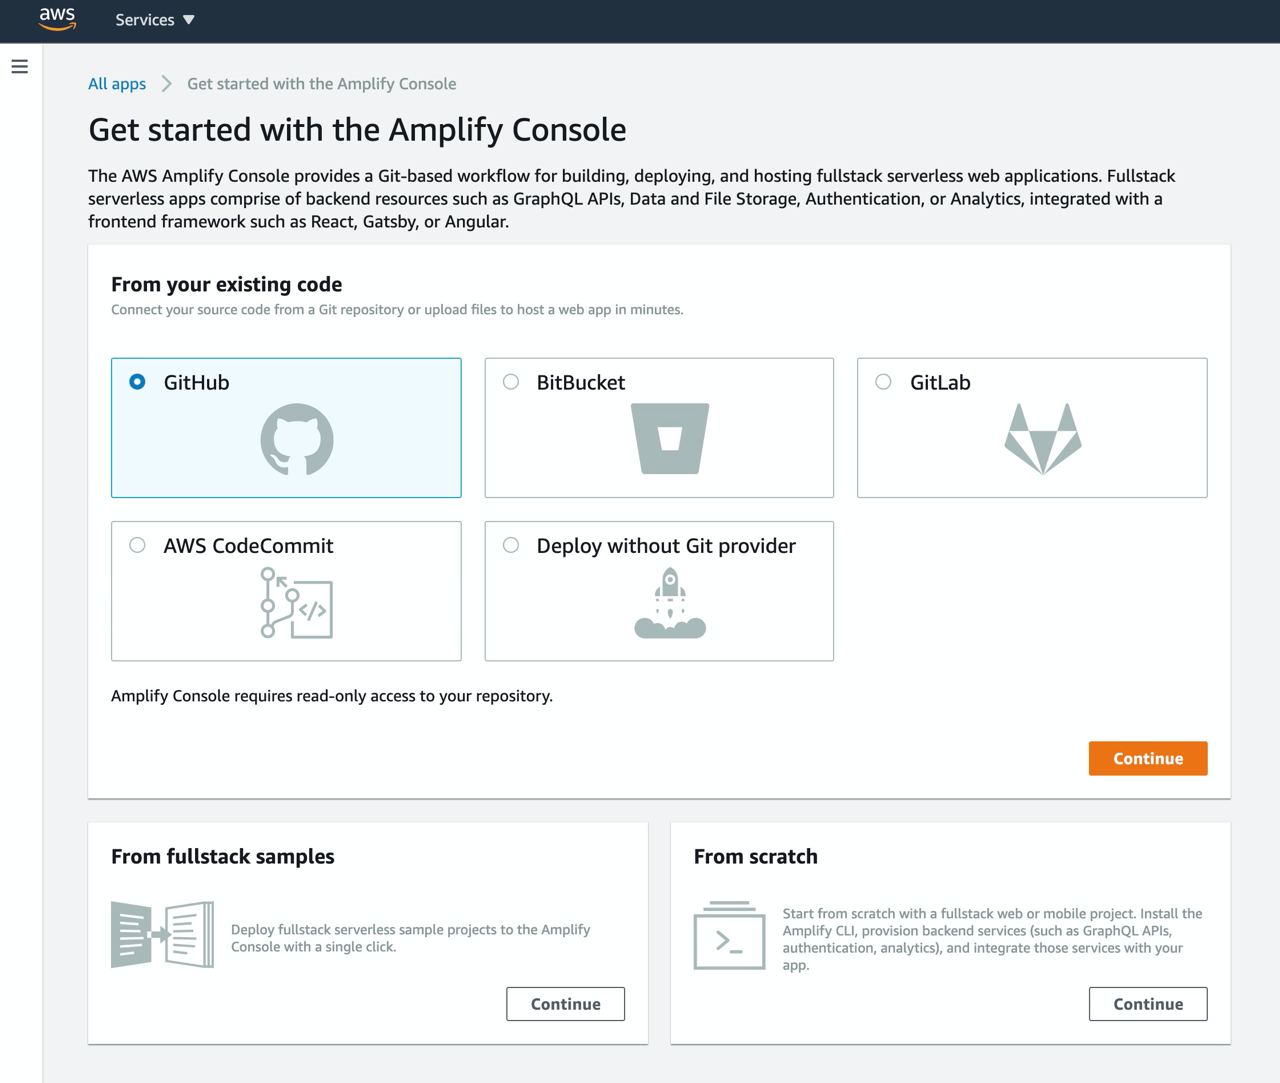 aws
Services
All apps
Get started with the Amplify Console
Get started with the Amplify Console
The AWS Amplify Console provides a Git-based workflow for building, deploying, and hosting fullstack serverless web applications. Fullstack
serverless apps comprise of backend resources such as GraphQL APIs, Data and File Storage, Authentication, or Analytics, integrated with a
frontend framework such as React, Gatsby, or Angular.
From your existing code
Connect your source code from a Git repository or upload files to host a web app in minutes.
GitHub
BitBucket
GitLab
AWS CodeCommit
Deploy without Git provider
Amplify Console requires read-only access to your repository.
Continue
From fullstack samples
Deploy fullstack serverless sample projects to the Amplify
Console with a single click.
Continue
From scratch
Start from scratch with a fullstack web or mobile project. Install the
Amplify CLI, provision backend services (such as GraphQL APIs,
authentication, analytics), and integrate those services with your
app.
Continue